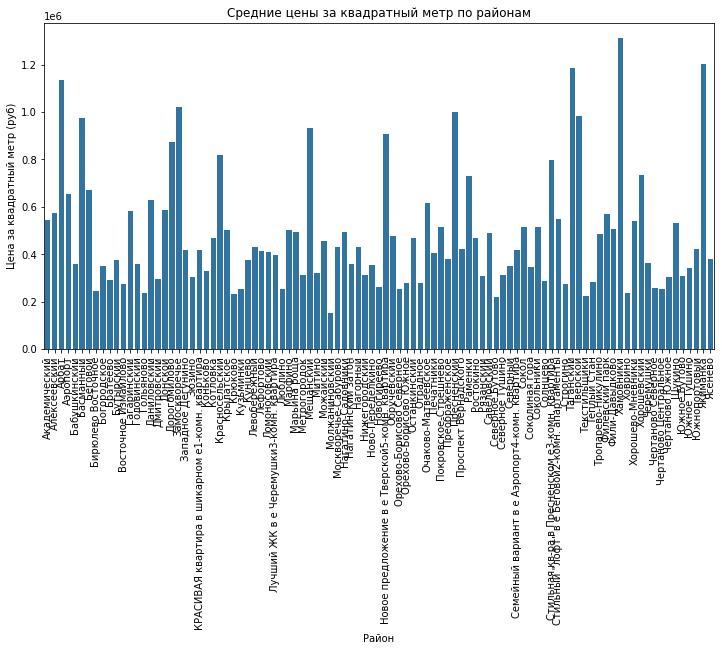 Цена за квадратный метр (руб)
0.0
0.2
0.4
0.6
0.8
1.0
1.2
1e6
Академический
Алексеевский
Арбат
Аэропорт
Бабушкинский
Басманный
Беговой
Бирюлево Восточное
Богородское
Братеево
Бутырский
Восточное Измайлово
Гагаринский
Головинский
Гольяново
Даниловский
Дмитровский
Донской
Дорогомилово
Замоскворечье
Западное Дегунино
Зюзино
КРАСИВАЯ квартира в шикарном е1-комн. квартира
Коньково
Котловка
Красносельский
Крылатское
Крюково
Кузьминки
Кунцево
Левобережный
Лефортово
Ломоносовский
Лучший ЖК в е Черемушки3-комн. квартира
Люблино
Марфино
Марьина роща
Метрогородок
Мещанский
Митино
Можайский
Молжаниновский
Москворечье-Сабурово
Нагатино-Садовники
Нагатинский затон
Нагорный
Нижегородский
Ново-Переделкино
Новогиреево
Новое предложение в е Тверской5-комн. квартира
Обручевский
Орехово-Борисово Северное
Орехово-Борисово Южное
Останкинский
Отрадное
Очаково-Матвеевское
Печатники
Покровское-Стрешнево
Преображенское
Пресненский
Проспект Вернадского
Раменки
Ростокино
Рязанский
Савеловский
Северное Бутово
Северное Тушино
Северный
Семейный вариант в е Аэропорт4-комн. квартира
Сокол
Соколиная гора
Сокольники
Солнцево
Стильная кв-ра в Пресненском е3-комн. квартира
Стильный "лофт" в е Беговой2-комн. апартаменты
Строгино
Таганский
Тверской
Текстильщики
Теплый Стан
Тропарево-Никулино
Филевский парк
Фили-Давыдково
Хамовники
Ховрино
Хорошево-Мневники
Хорошевский
Черемушки
Чертаново Северное
Чертаново Центральное
Чертаново Южное
Щукино
Южное Бутово
Южное Тушино
Южнопортовый
Якиманка
Ясенево
Район
Средние цены за квадратный метр по районам